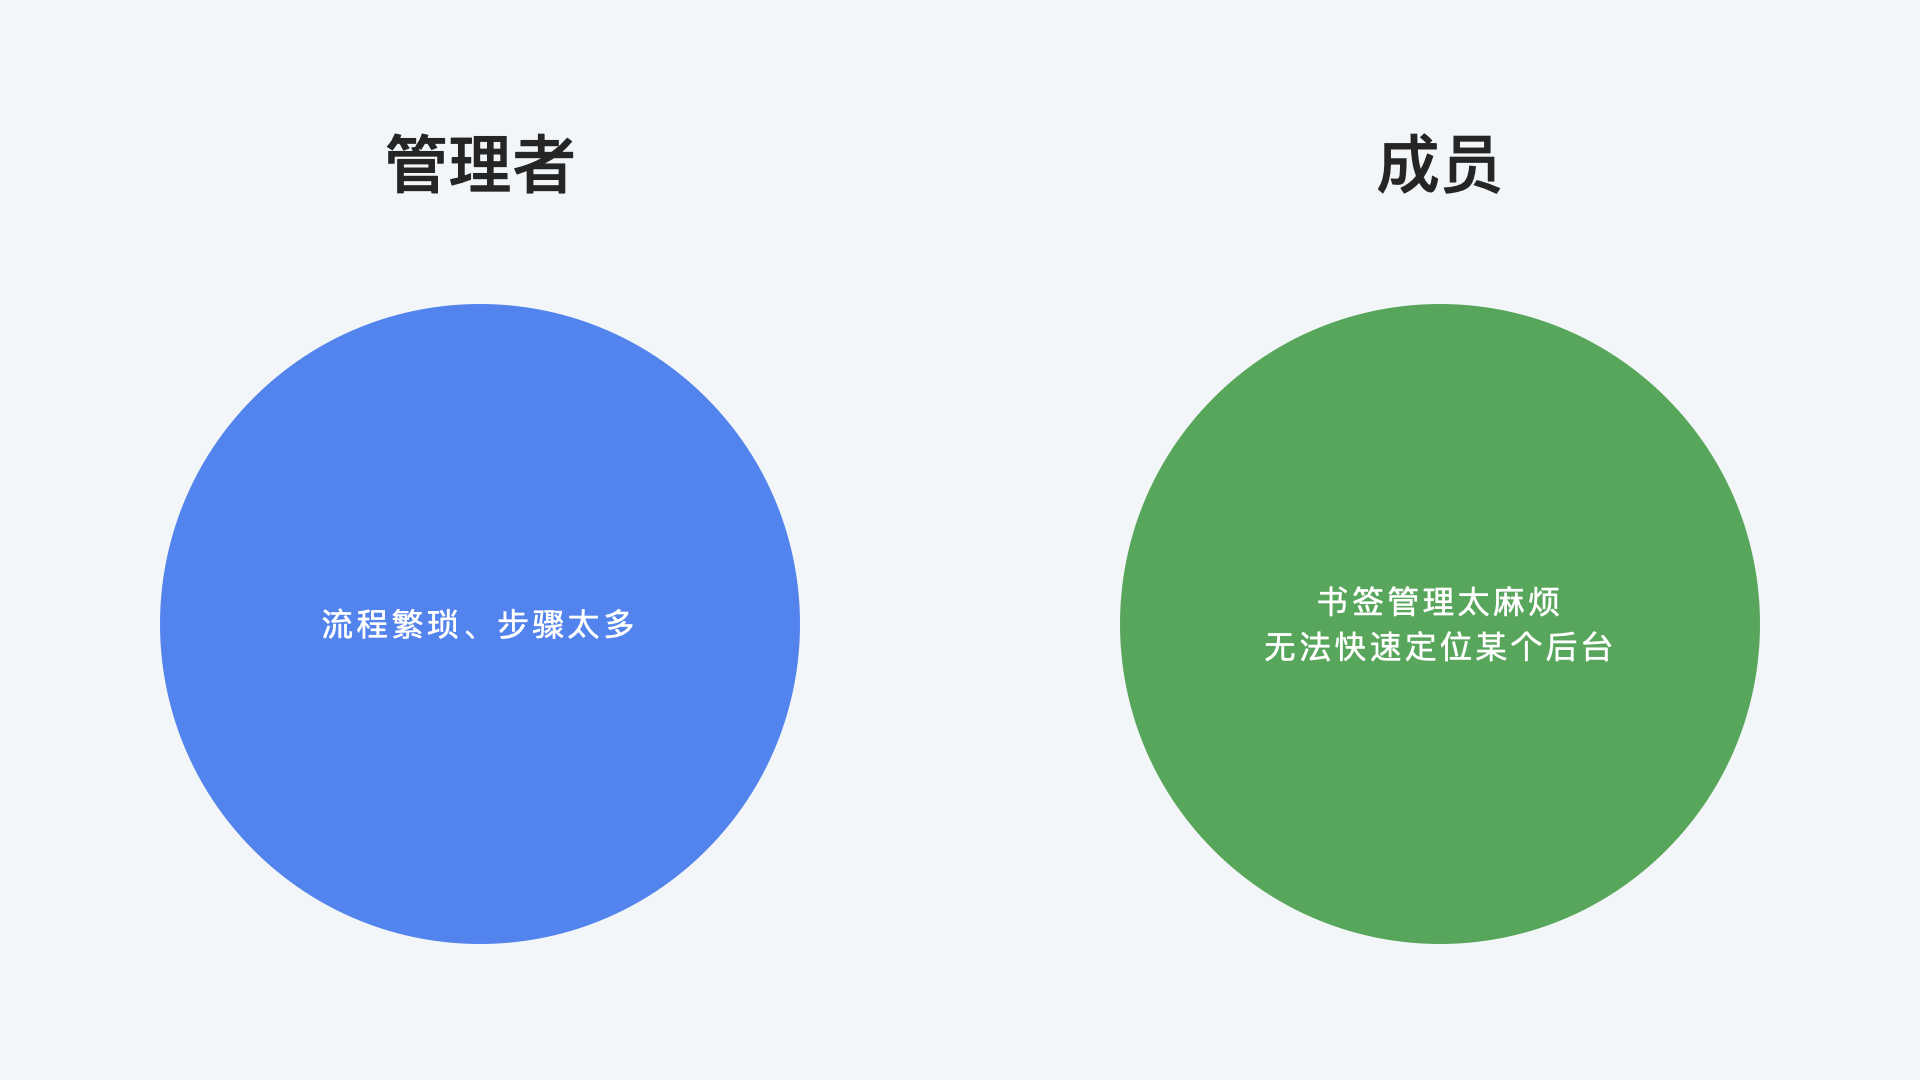 管理者
成员
流程繁琐、步骤太多
书签管理太麻烦
无法快速定位某个后台